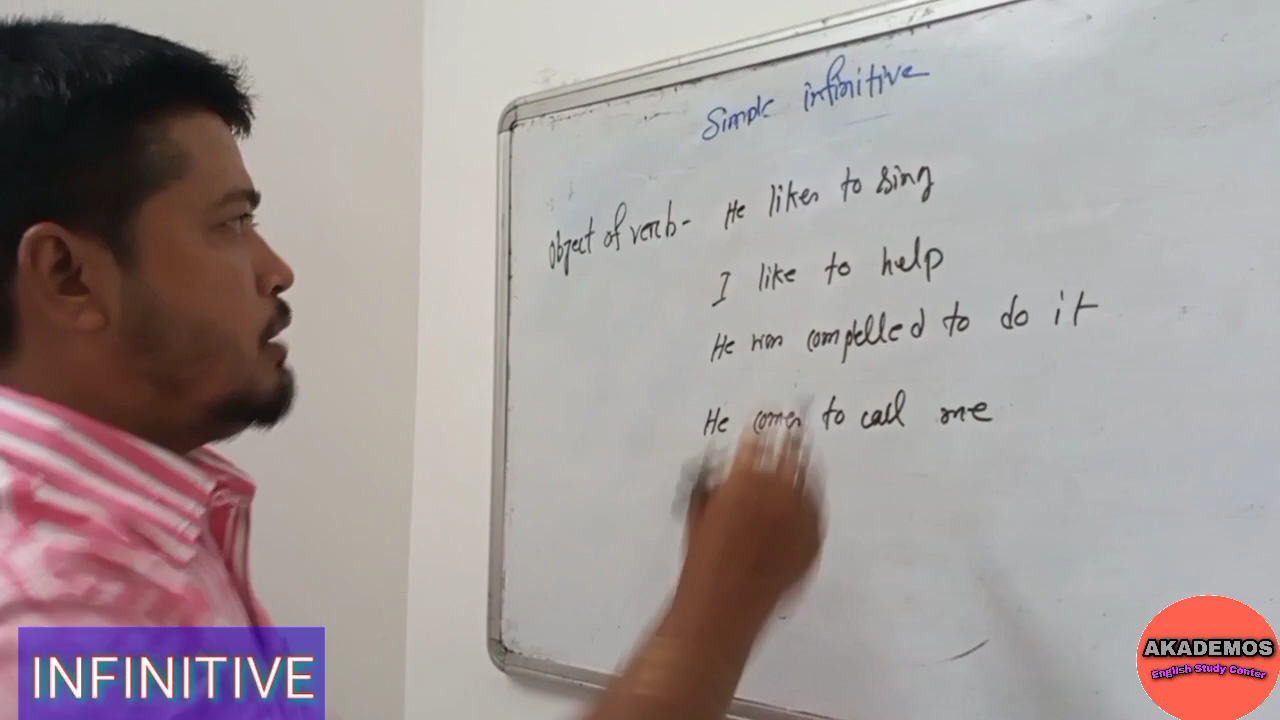 Simple infinitive
Object of verb- He likes to sing
I like to help
He was compelled to do it
He comes to call me
INFINITIVE
AKADEMOS
English Study Center